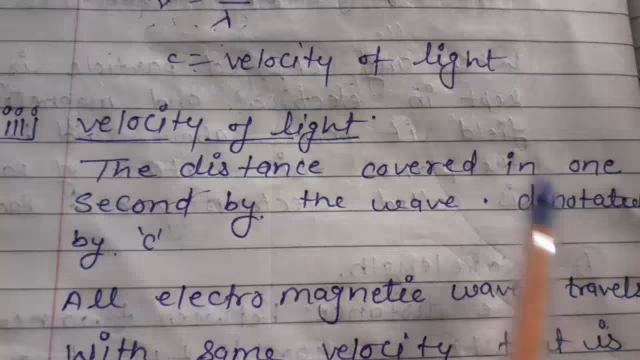 ν = /λ
c = velocity of light
iii) velocity of light.
The distance covered in one
Second by the wave. denotated
by 'c'
All electro magnetic wave travels
With same velocity is